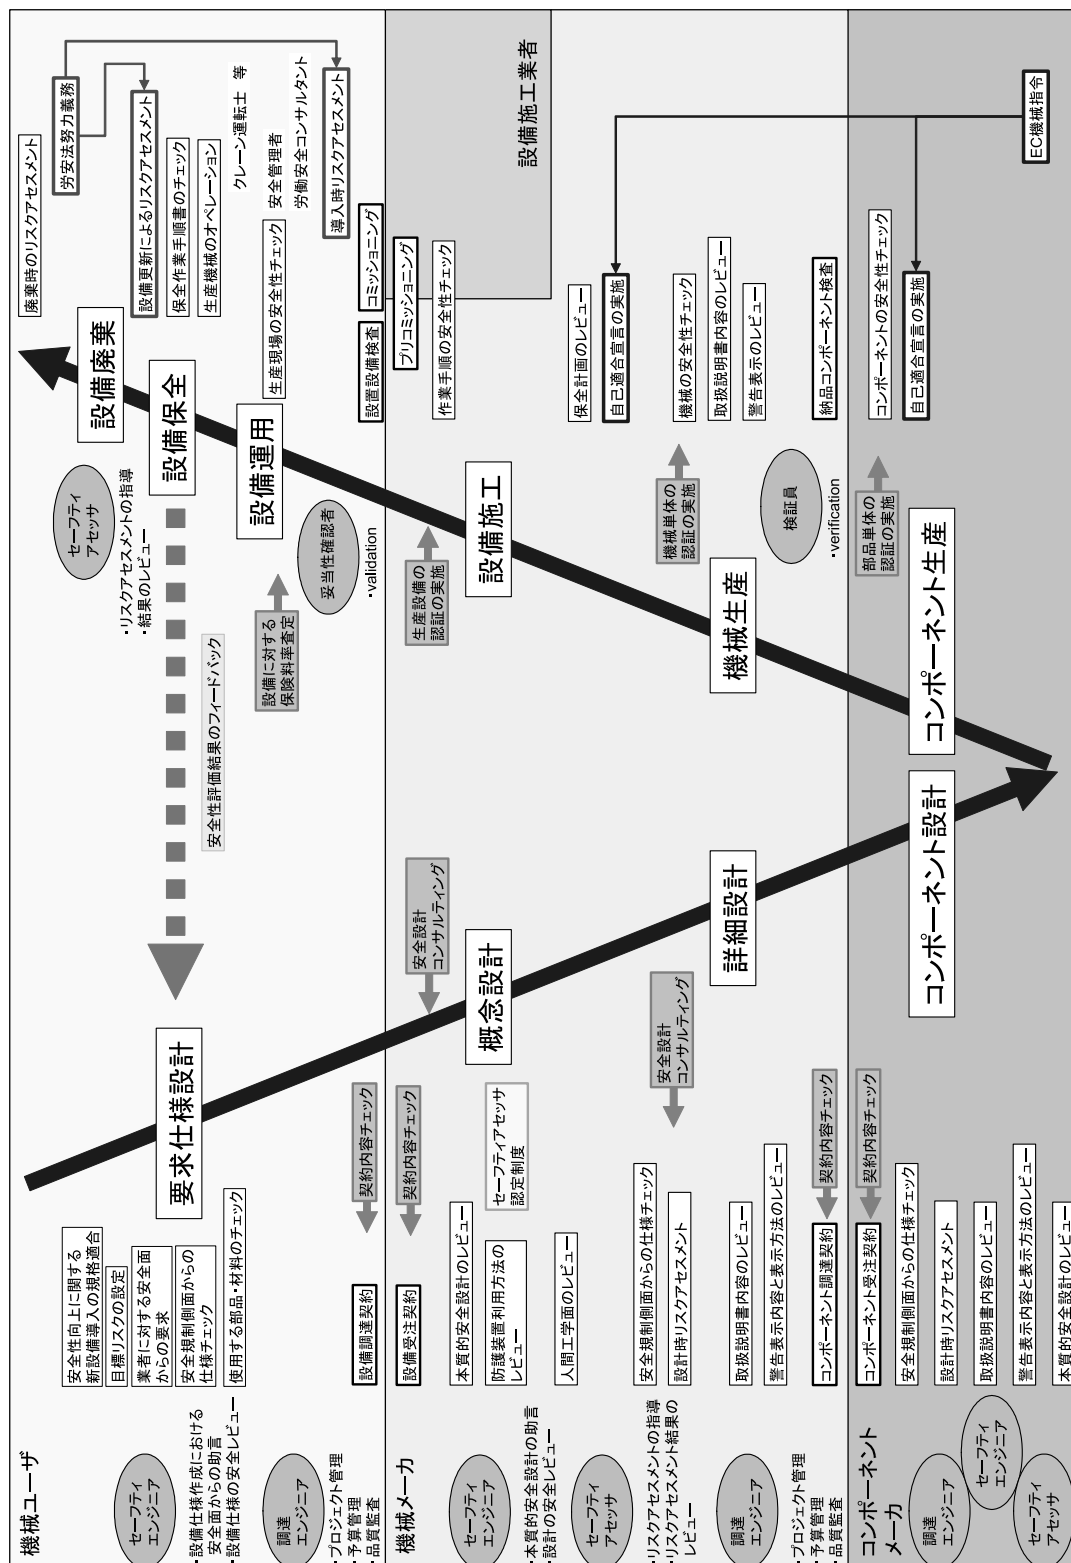 機械ユーザ
セーフティ
エンジニア
・設備仕様作成における
安全面からの助言
・設備仕様の安全レビュー
調達
エンジニア
・プロジェクト管理
・予算管理
・品質監査
安全性向上に関する
新設備導入の規格適合
目標リスクの設定
業者に対する安全面
からの要求
安全規制側面からの
仕様チェック
使用する部品・材料のチェック
設備調達契約
契約内容チェック
要求仕様設計
安全性評価結果のフィードバック
セーフティ
アセッサ
・リスクアセスメントの指導
・結果のレビュー
設備に対する
保険料率査定
妥当性確認者
・validation
設備廃棄
設備保全
設備運用
廃棄時のリスクアセスメント
労安法努力義務
設備更新によるリスクアセスメント
保全作業手順書のチェック
生産機械のオペレーション
クレーン運転士　等
生産現場の安全性チェック
安全管理者
労働安全コンサルタント
導入時リスクアセスメント
設置設備検査
コミッショニング
機械メーカ
セーフティ
エンジニア
・本質的安全設計の助言
・設計の安全レビュー
セーフティ
アセッサ
・リスクアセスメントの指導
・リスクアセスメント結果の
レビュー
調達
エンジニア
・プロジェクト管理
・予算管理
・品質監査
設備受注契約
契約内容チェック
本質的安全設計のレビュー
防護装置利用方法の
レビュー
セーフティアセッサ
認定制度
人間工学面のレビュー
安全規制側面からの仕様チェック
設計時リスクアセスメント
取扱説明書内容のレビュー
警告表示内容と表示方法のレビュー
コンポーネント調達契約
契約内容チェック
安全設計
コンサルティング
概念設計
安全設計
コンサルティング
詳細設計
生産設備の
認証の実施
設備施工
機械単体の
認証の実施
機械生産
検証員
・verification
プリコミッショニング
作業手順の安全性チェック
設備施工業者
保全計画のレビュー
自己適合宣言の実施
機械の安全性チェック
取扱説明書内容のレビュー
警告表示のレビュー
納品コンポーネント検査
コンポーネント
メーカ
調達
エンジニア
セーフティ
エンジニア
セーフティ
アセッサ
コンポーネント受注契約
契約内容チェック
安全規制側面からの仕様チェック
設計時リスクアセスメント
取扱説明書内容のレビュー
警告表示内容と表示方法のレビュー
本質的安全設計のレビュー
コンポーネント設計
コンポーネント生産
部品単体の
認証の実施
コンポーネントの安全性チェック
自己適合宣言の実施
EC機械指令